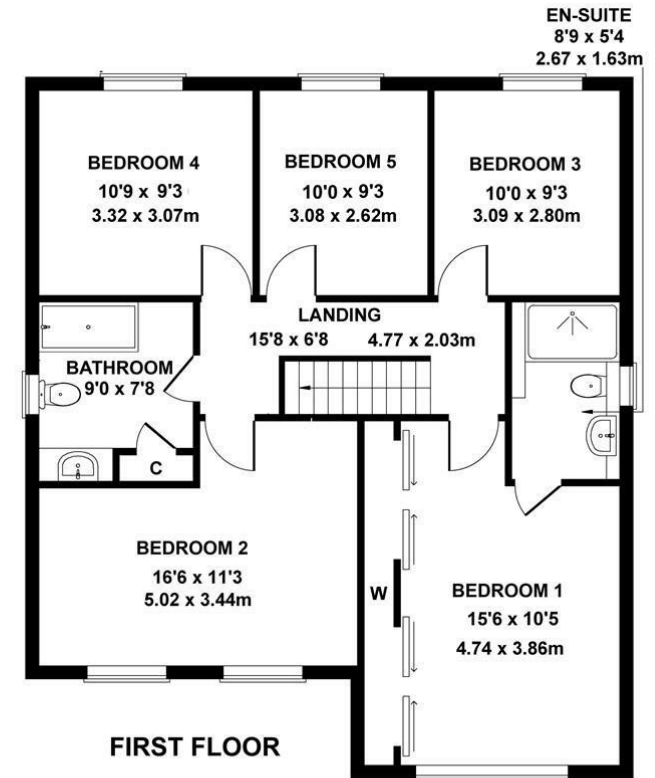 EN-SUITE
8'9 x 5'4
2.67 x 1.63m
BEDROOM 4
10'9 x 9'3
3.32 x 3.07m
BEDROOM 5
10'0 x 9'3
3.08 x 2.62m
BEDROOM 3
10'0 x 9'3
3.09 x 2.80m
LANDING
15'8 x 6'8 4.77 x 2.03m
BATHROOM
9'0 x 7'8
C
BEDROOM 2
16'6 x 11'3
5.02 x 3.44m
W
BEDROOM 1
15'6 x 10'5
4.74 x 3.86m
FIRST FLOOR